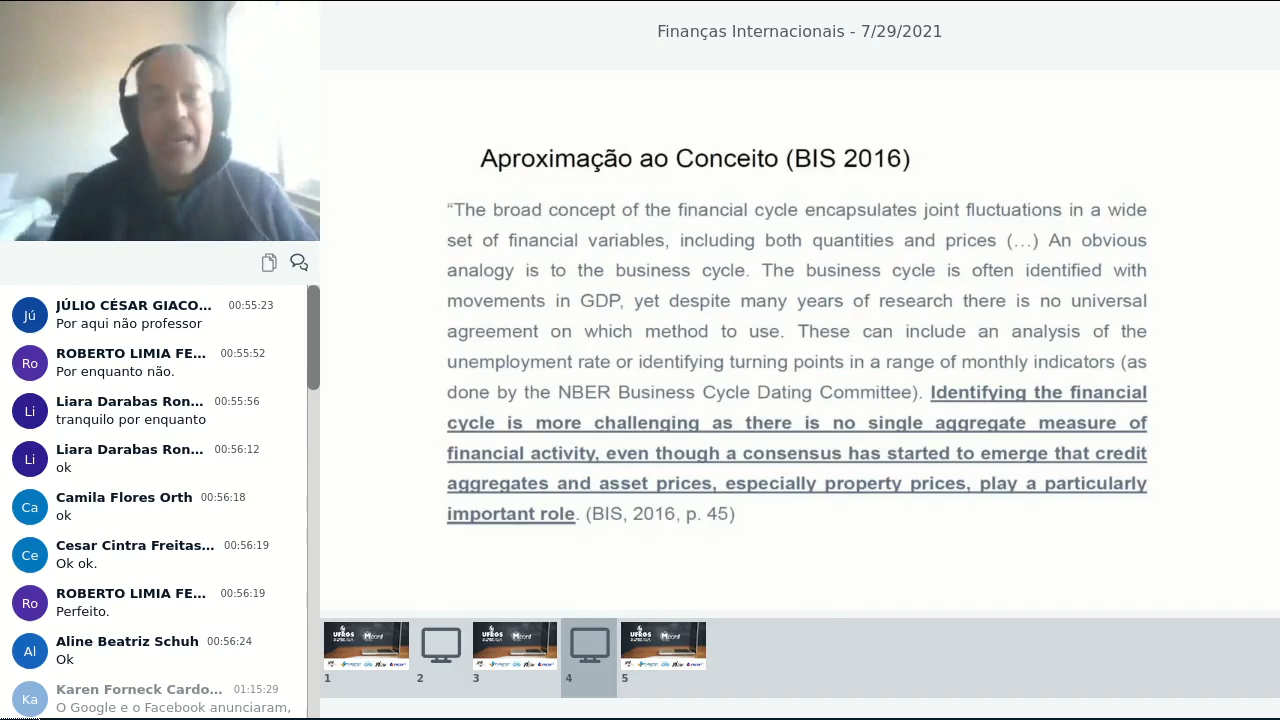 Finanças Internacionais - 7/29/2021
Aproximação ao Conceito (BIS 2016)
“The broad concept of the financial cycle encapsulates joint fluctuations in a wide
set of financial variables, including both quantities and prices (…) An obvious
analogy is to the business cycle. The business cycle is often identified with
movements in GDP, yet despite many years of research there is no universal
agreement on which method to use. These can include an analysis of the
unemployment rate or identifying turning points in a range of monthly indicators (as
done by the NBER Business Cycle Dating Committee). Identifying the financial
cycle is more challenging as there is no single aggregate measure of
financial activity, even though a consensus has started to emerge that credit
aggregates and asset prices, especially property prices, play a particularly
important role. (BIS, 2016, p. 45)
Jú
JÚLIO CÉSAR GIACO... 00:55:23
Por aqui não professor
Ro
ROBERTO LIMIA FE... 00:55:52
Por enquanto não.
Li
Liara Darabas Ron... 00:55:56
tranquilo por enquanto
Li
Liara Darabas Ron... 00:56:12
ok
Ca
Camila Flores Orth 00:56:18
ok
Ce
Cesar Cintra Freitas... 00:56:19
Ok ok.
Ro
ROBERTO LIMIA FE... 00:56:19
Perfeito.
Al
Aline Beatriz Schuh 00:56:24
Ok
Ka
Karen Forneck Cardo... 01:15:29
O Google e o Facebook anunciaram,
UFRGS
Mconf
UFRGS
Mconf
UFRGS
Mconf
1
2
3
4
5